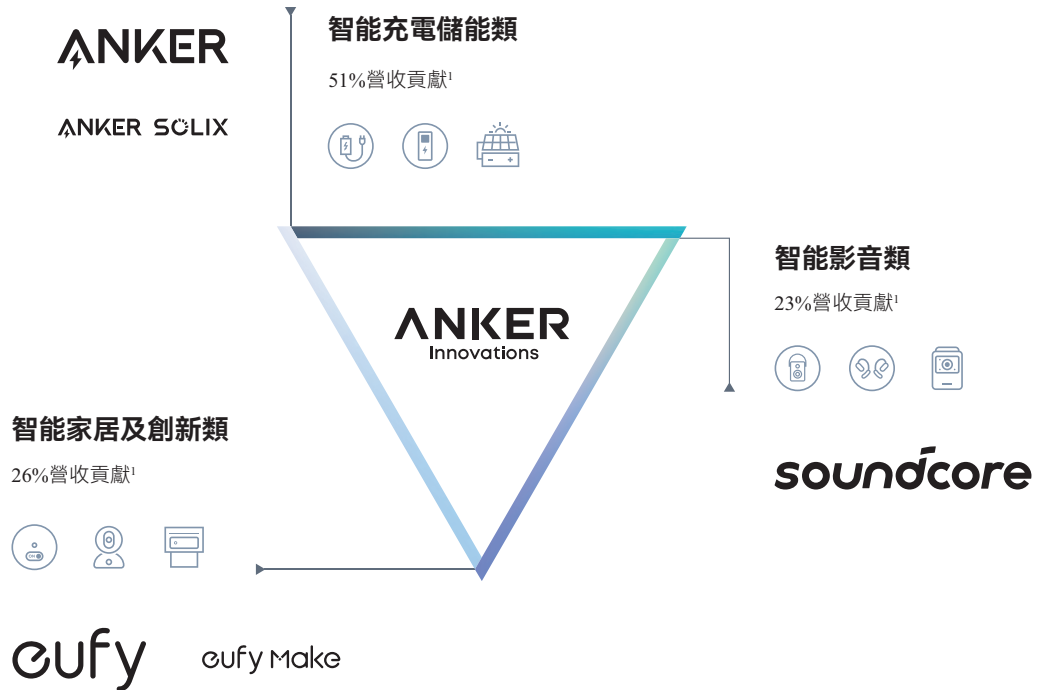 ANKER
ANKER SOLIX
智能充電儲能類
51%營收貢獻¹
ANKER
Innovations
智能影音類
23%營收貢獻¹
soundcore
智能家居及創新類
26%營收貢獻¹
eufy
eufy Make